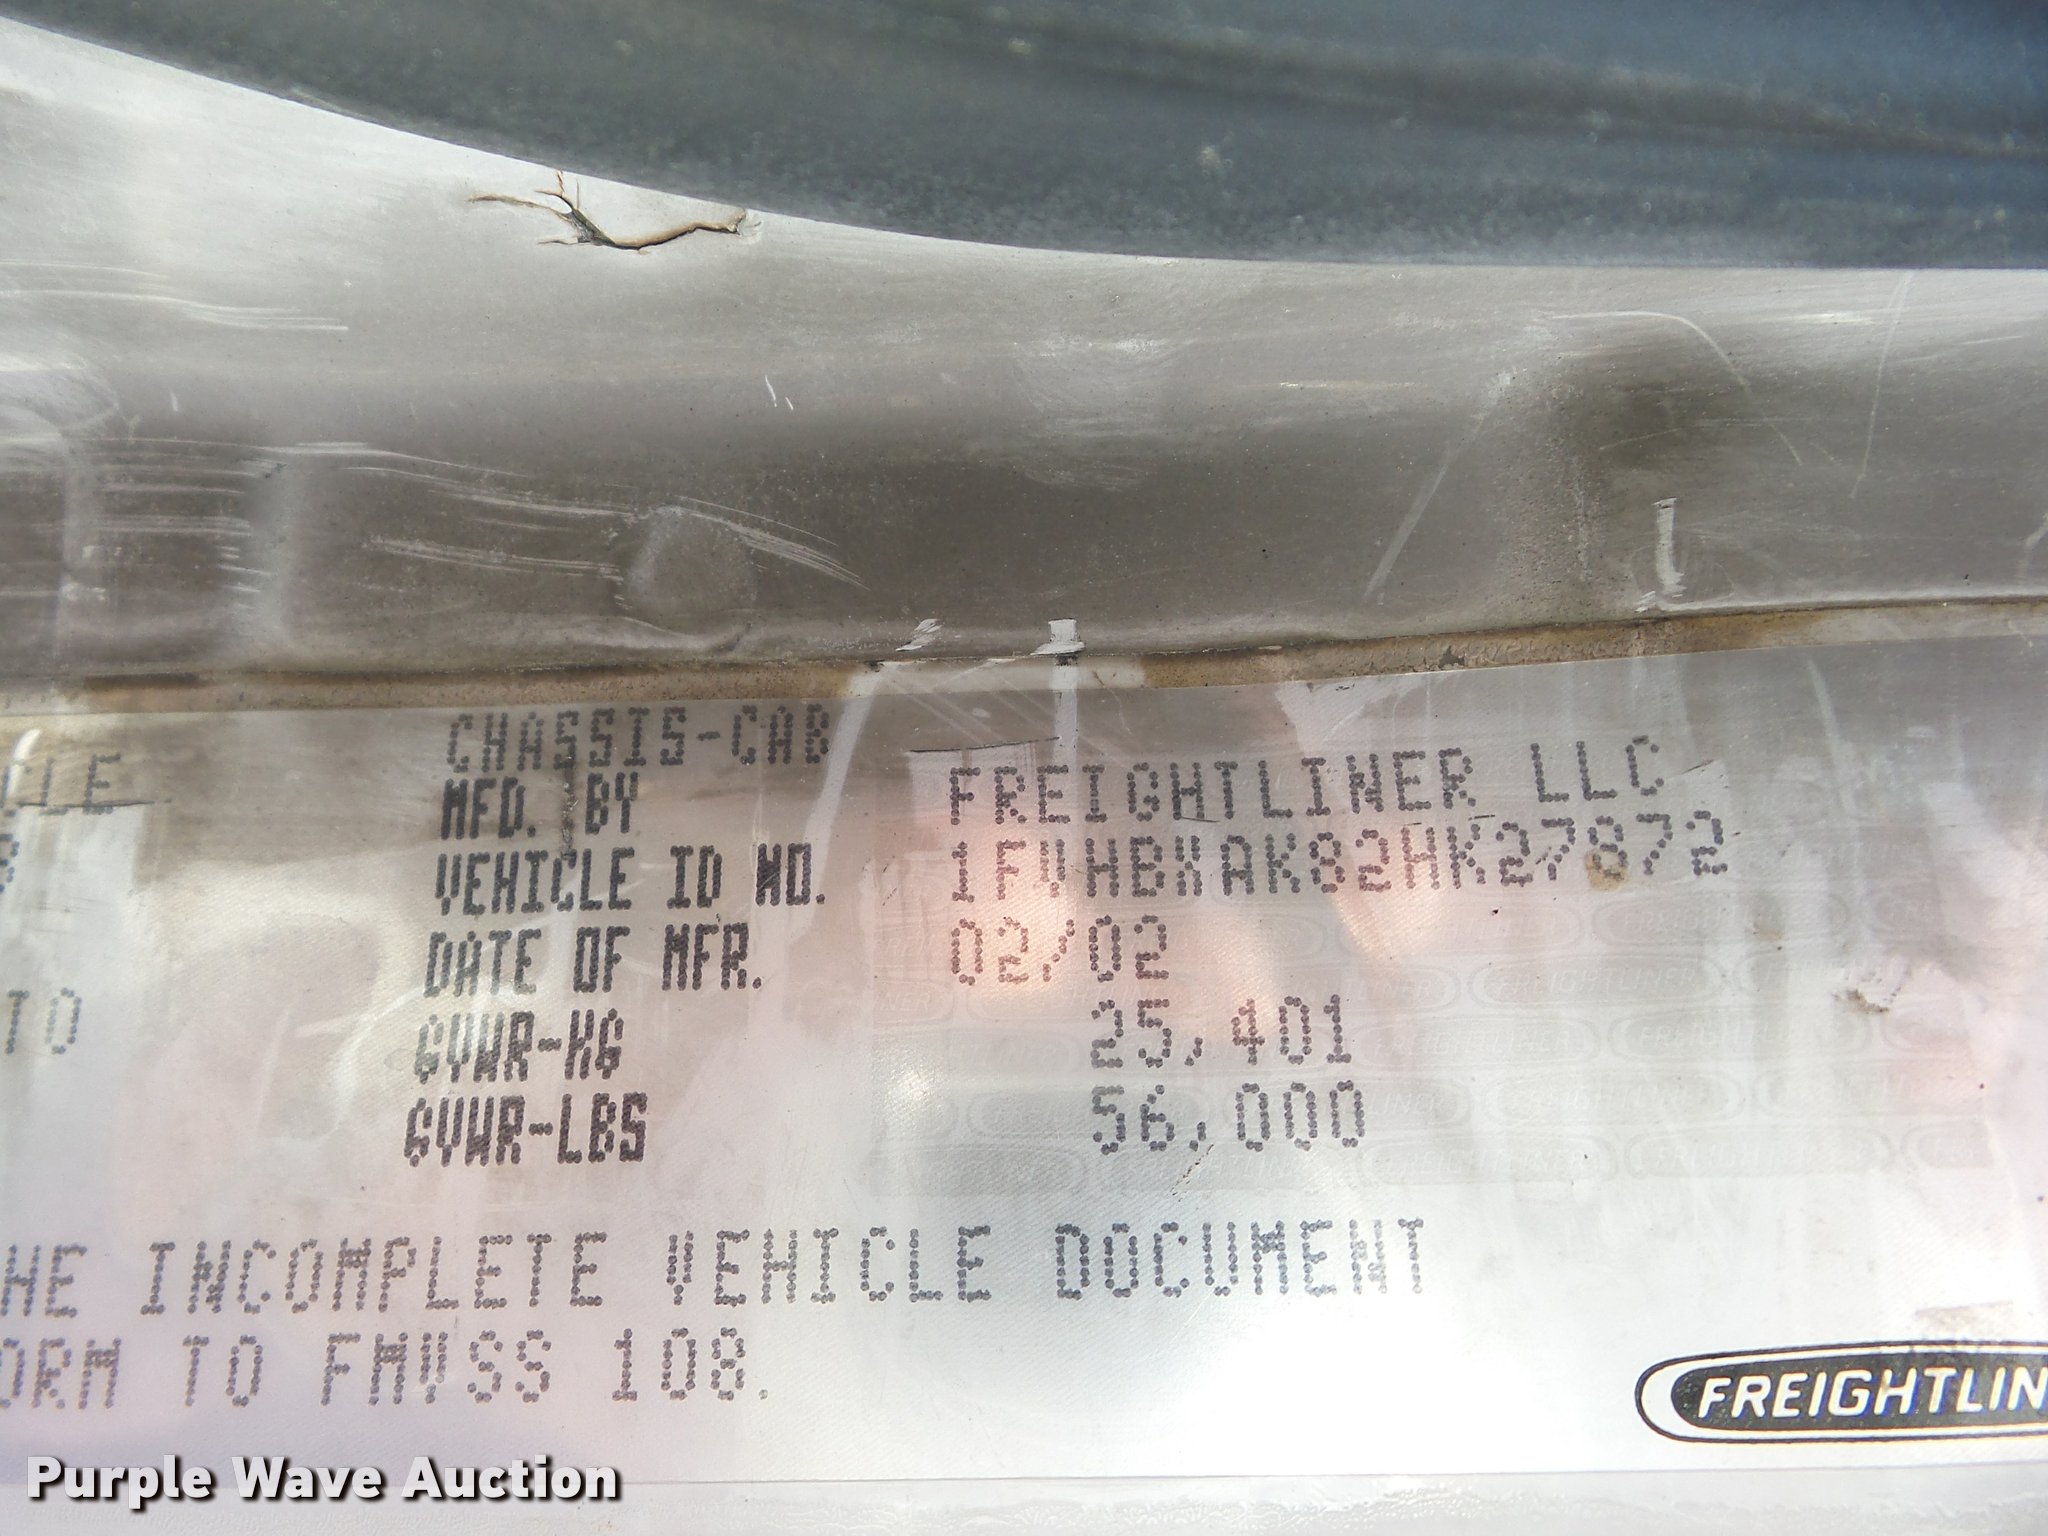 CHASSIS-CAB
MFD. BY FREIGHTLINER LLC
VEHICLE ID NO. 1FVHBXAK82HK27872
DATE OF MFR. 02/02
TO GVWR-KG 25,401
GVWR-LBS 56,000
HE INCOMPLETE VEHICLE DOCUMENT
ORM TO FMVSS 108.
FREIGHTLIN
Purple Wave Auction